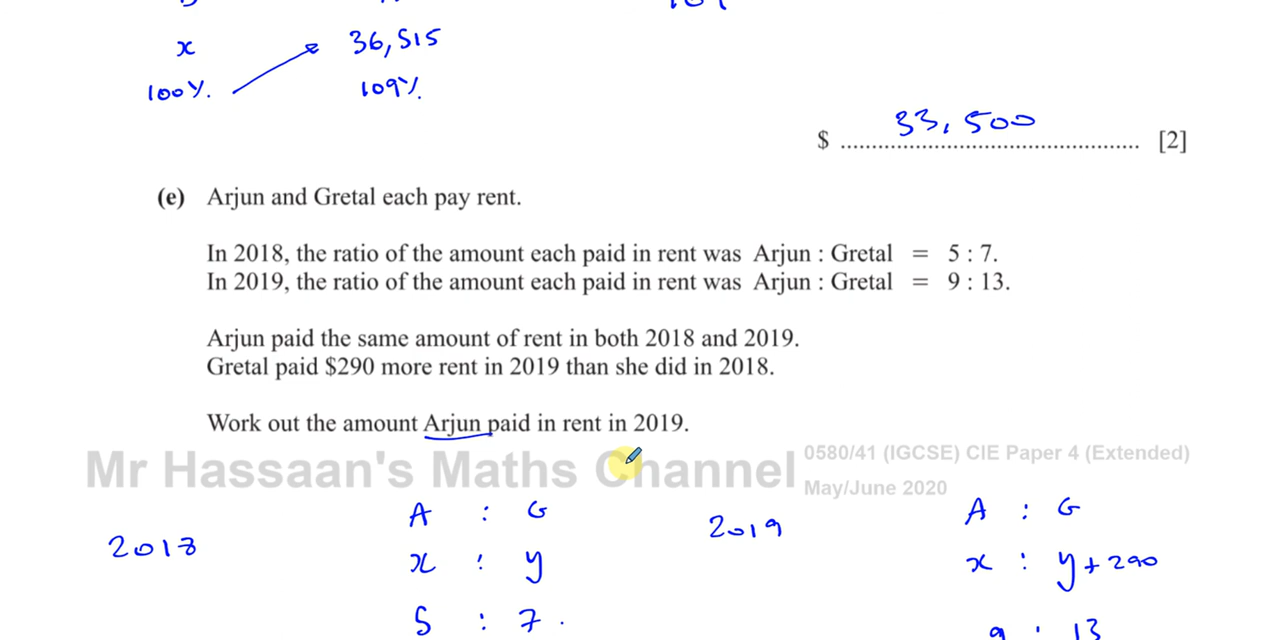 x 36,515
100%. 109%
$ 33,500 [2]
(e) Arjun and Gretal each pay rent.
In 2018, the ratio of the amount each paid in rent was Arjun : Gretal = 5 : 7.
In 2019, the ratio of the amount each paid in rent was Arjun : Gretal = 9 : 13.
Arjun paid the same amount of rent in both 2018 and 2019.
Gretal paid $290 more rent in 2019 than she did in 2018.
Work out the amount Arjun paid in rent in 2019.
Mr Hassaan's Maths Channel
0580/41 (IGCSE) CIE Paper 4 (Extended)
May/June 2020
A : G
2018
x : y
5 : 7.
2019
A : G
x : y + 290
9 : 13